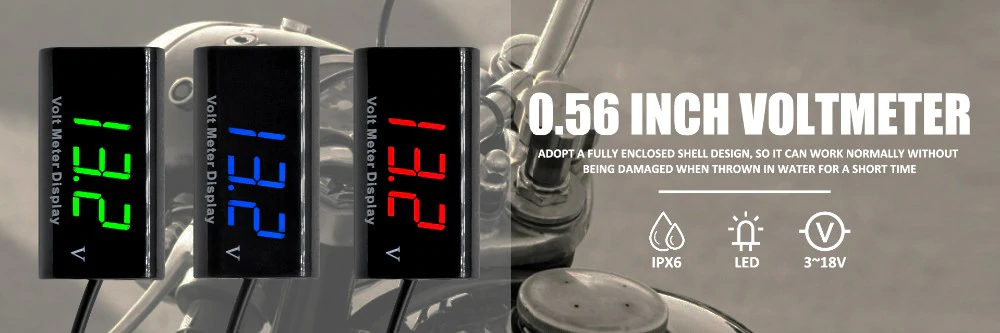 Volt Meter Display
13.2
V
Volt Meter Display
13.2
V
Volt Meter Display
13.2
V
0.56 INCH VOLTMETER
ADOPT A FULLY ENCLOSED SHELL DESIGN, SO IT CAN WORK NORMALLY WITHOUT
BEING DAMAGED WHEN THROWN IN WATER FOR A SHORT TIME
V
IPX6
LED
3~18V